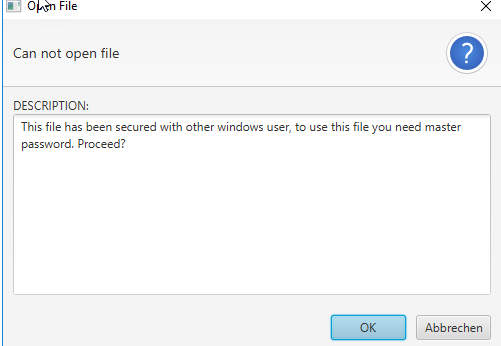 Open File
Can not open file
?
DESCRIPTION:
This file has been secured with other windows user, to use this file you need master
password. Proceed?
OK
Abbrechen